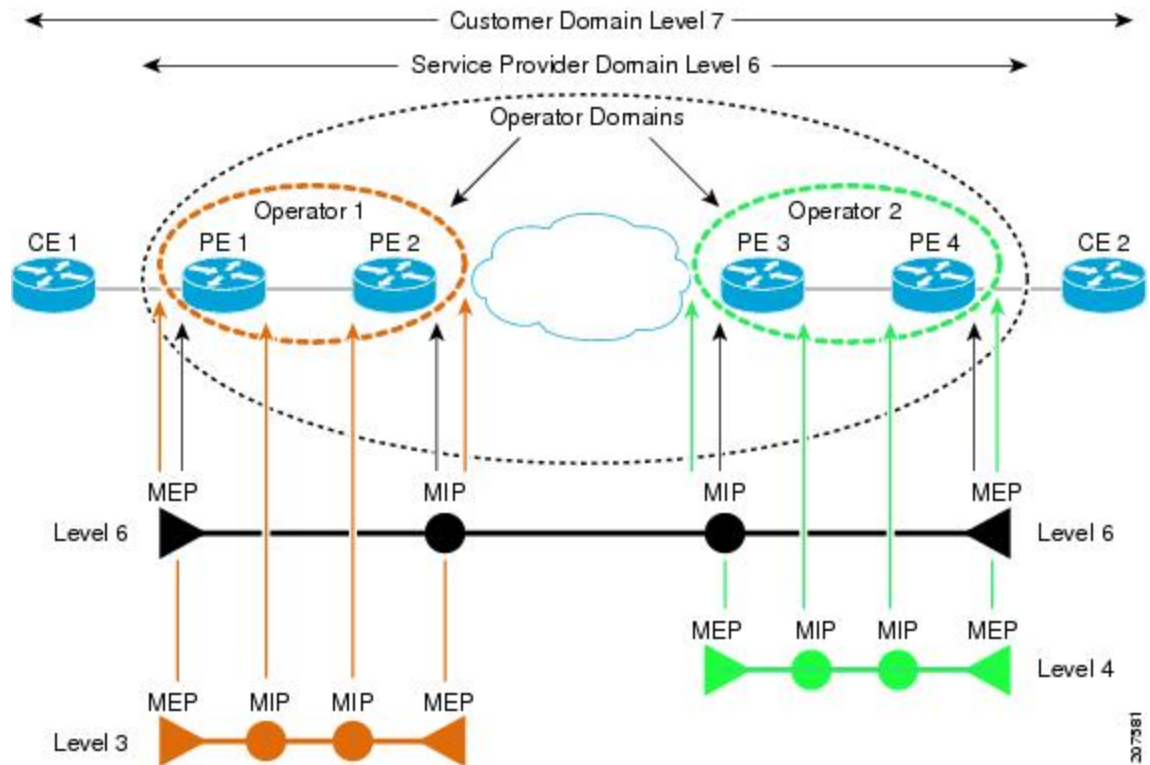 Customer Domain Level 7
Service Provider Domain Level 6
Operator Domains
Operator 1
Operator 2
CE 1
PE 1
PE 2
PE 3
PE 4
CE 2
MEP
MIP
MIP
MEP
Level 6
Level 6
MEP
MIP
MIP
MEP
Level 4
MEP
MIP
MIP
MEP
Level 3
207581